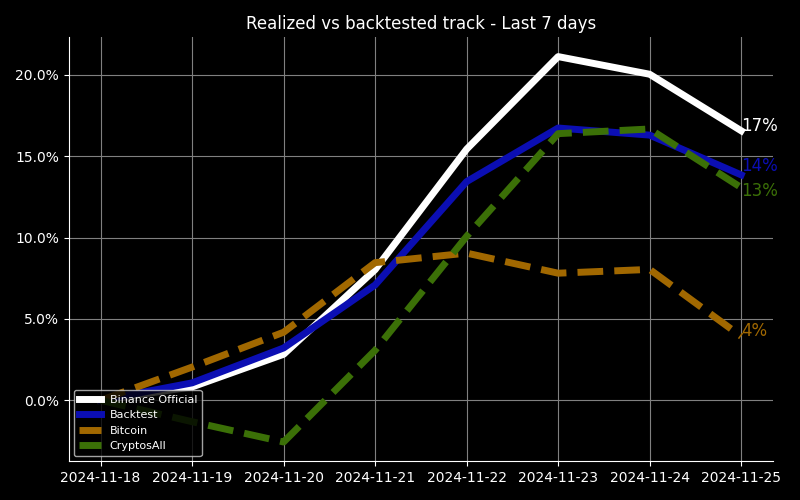 Realized vs backtested track - Last 7 days
20.0%
15.0%
10.0%
5.0%
0.0%
17%
14%
13%
4%
Binance Official
Backtest
Bitcoin
CryptosAll
2024-11-18 2024-11-19 2024-11-20 2024-11-21 2024-11-22 2024-11-23 2024-11-24 2024-11-25